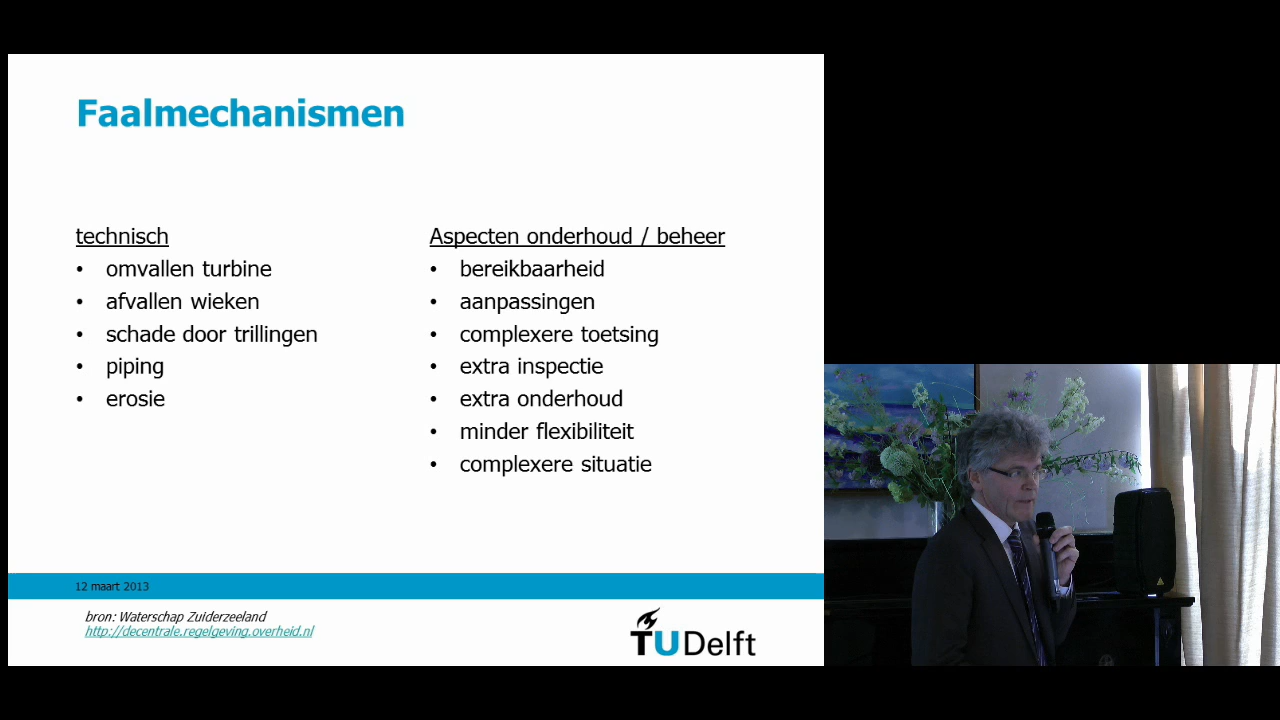 Faalmechanismen
technisch
• omvallen turbine
• afvallen wieken
• schade door trillingen
• piping
• erosie
Aspecten onderhoud / beheer
• bereikbaarheid
• aanpassingen
• complexere toetsing
• extra inspectie
• extra onderhoud
• minder flexibiliteit
• complexere situatie
12 maart 2013
bron: Waterschap Zuiderzeeland
http://decentrale.regelgeving.overheid.nl
TUDelft